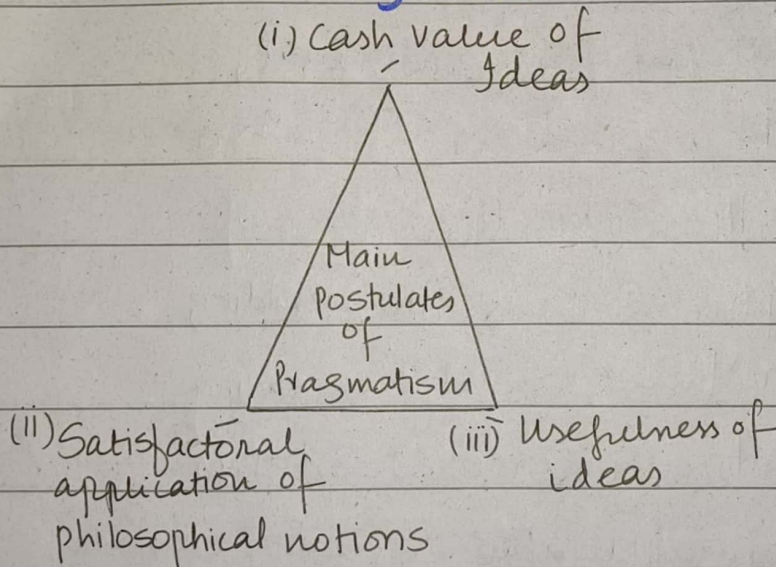 (i) Cash value of
Ideas
Main
postulates
of
Pragmatism
(ii) Satisfactoral
application of
philosophical notions
(iii) Usefulness of
ideas